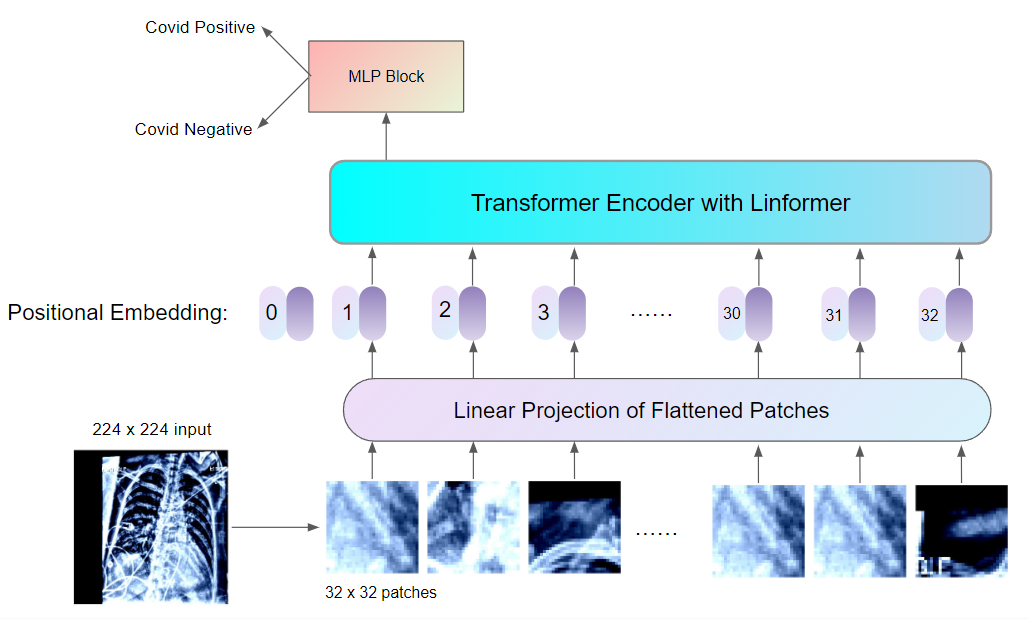 Covid Positive
MLP Block
Covid Negative
Transformer Encoder with Linformer
Positional Embedding: 0 1 2 3 ...... 30 31 32
Linear Projection of Flattened Patches
224 x 224 input
......
32 x 32 patches